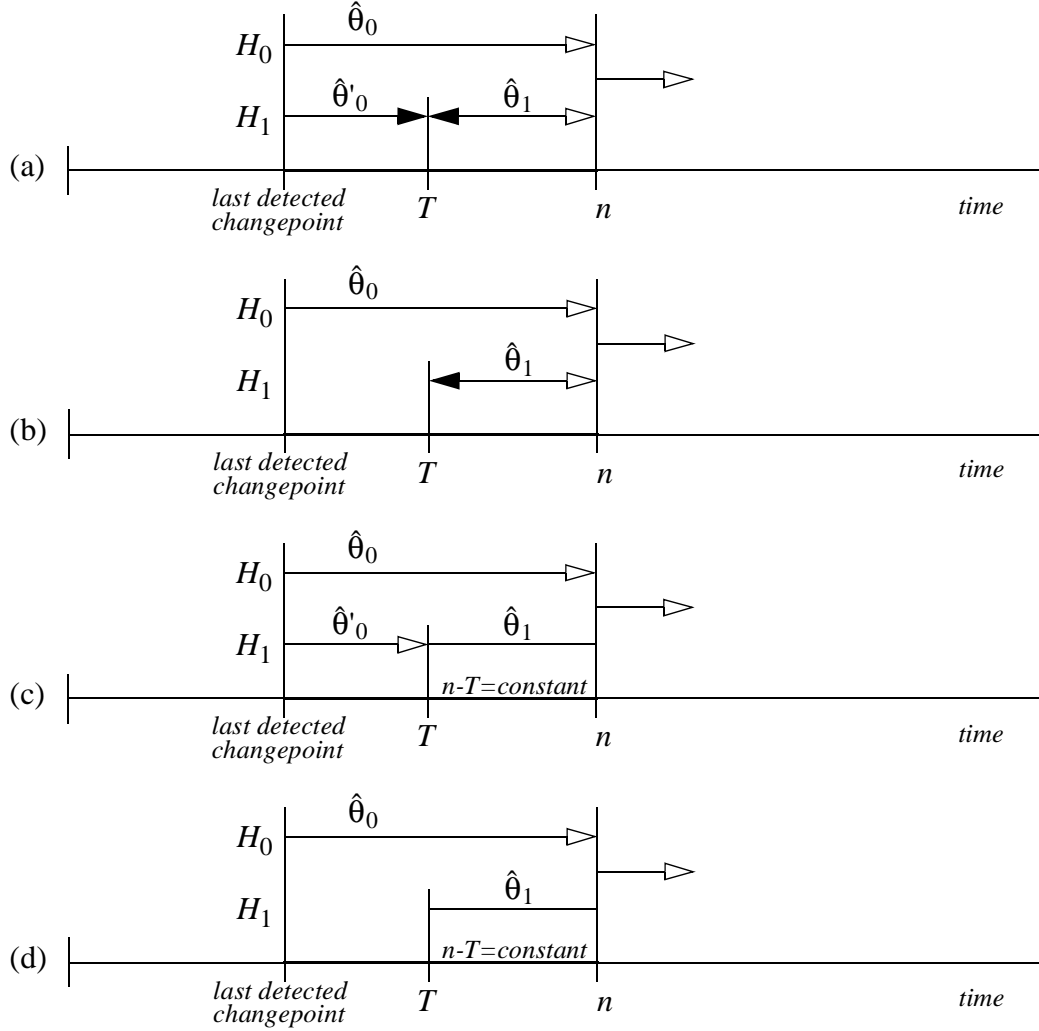 θ̂0
H0
θ̂'0 θ̂1
H1
(a)
last detected
changepoint
T
n
time
θ̂0
H0
θ̂1
H1
(b)
last detected
changepoint
T
n
time
θ̂0
H0
θ̂'0 θ̂1
H1
n-T=constant
(c)
last detected
changepoint
T
n
time
θ̂0
H0
θ̂1
H1
n-T=constant
(d)
last detected
changepoint
T
n
time